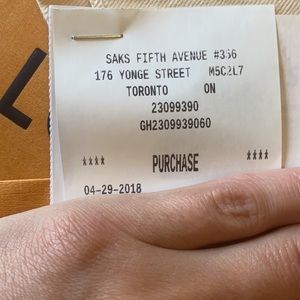 SAKS FIFTH AVENUE #366
176 YONGE STREET M5C2L7
TORONTO ON
23099390
GH2309939060
**** PURCHASE ****
04-29-2018